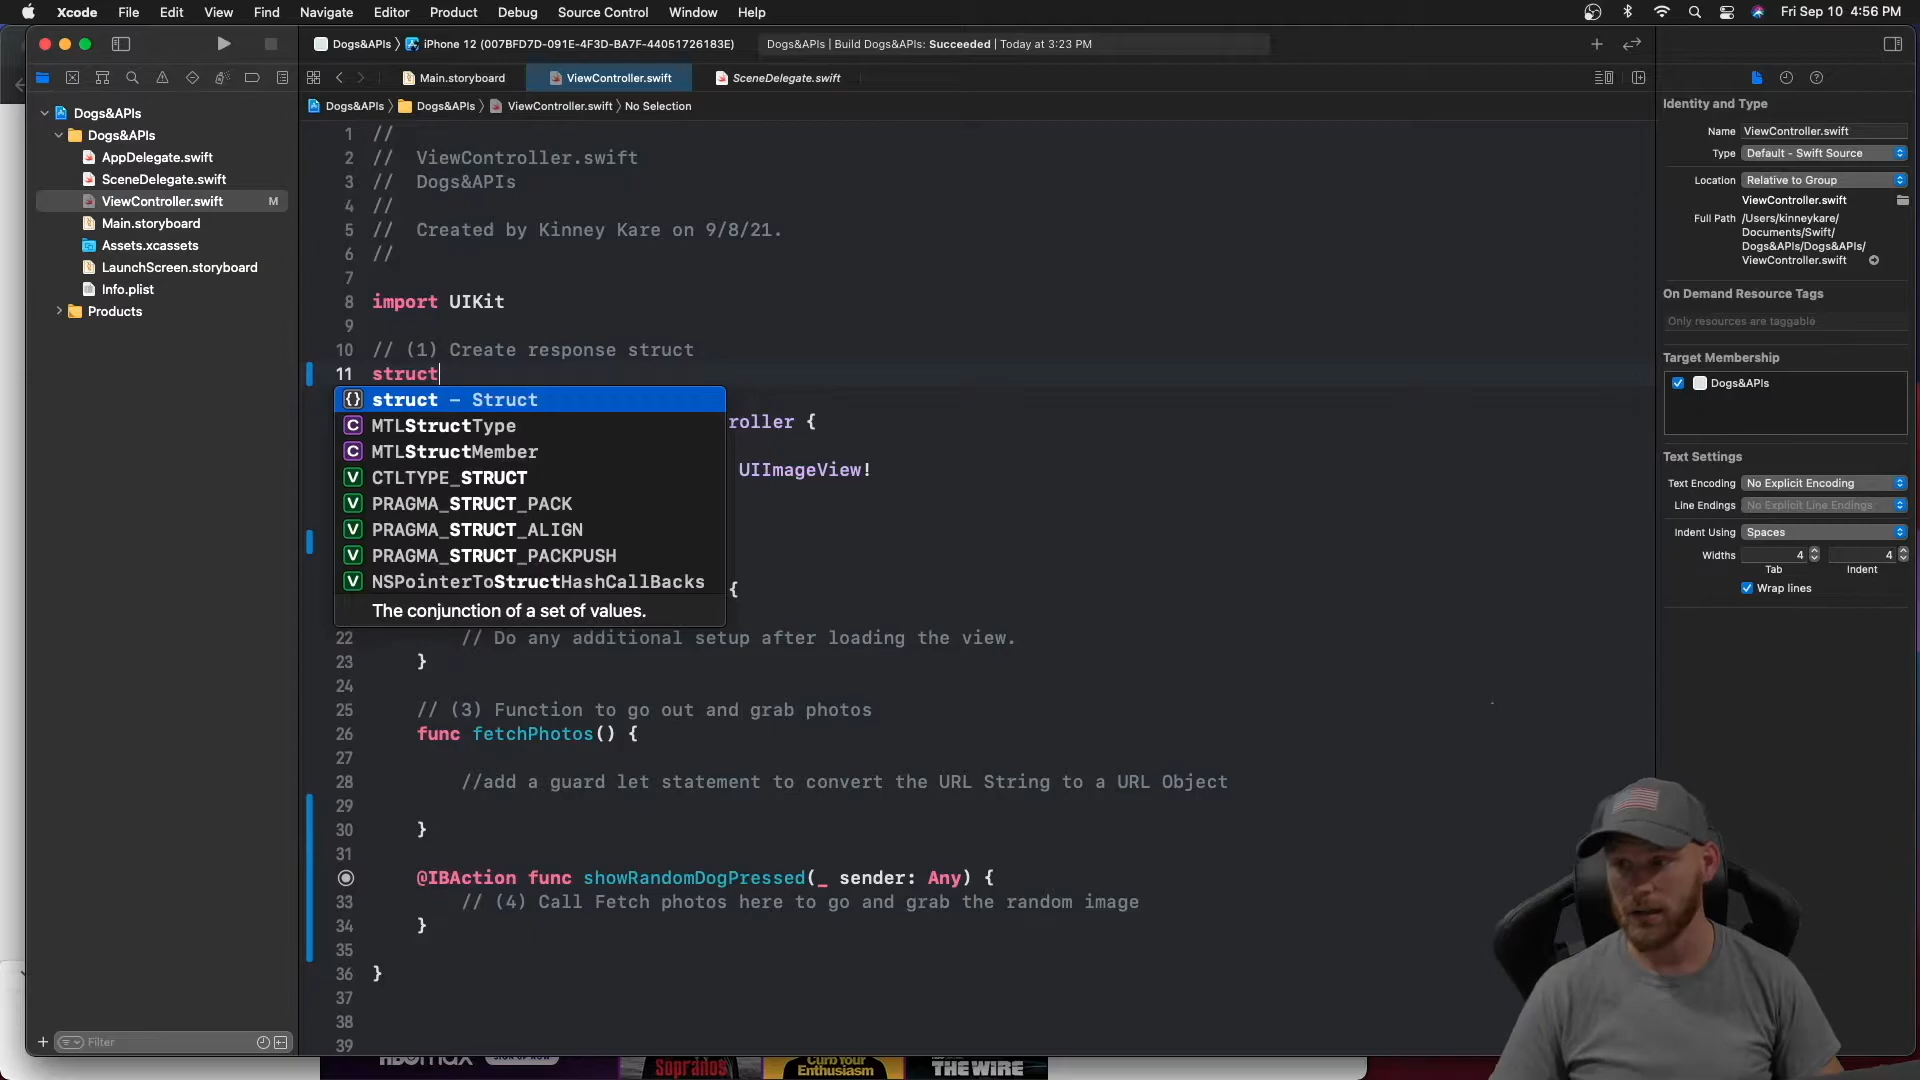 Xcode File Edit View Find Navigate Editor Product Debug Source Control Window Help Fri Sep 10 4:56 PM
Dogs&APIs iPhone 12 (007BFD7D-091E-4F3D-BA7F-44051726183E) Dogs&APIs | Build Dogs&APIs: Succeeded | Today at 3:23 PM
Main.storyboard ViewController.swift SceneDelegate.swift
Dogs&APIs Dogs&APIs ViewController.swift No Selection
Dogs&APIs
Dogs&APIs
AppDelegate.swift
SceneDelegate.swift
ViewController.swift M
Main.storyboard
Assets.xcassets
LaunchScreen.storyboard
Info.plist
Products
Filter
1 //
2 // ViewController.swift
3 // Dogs&APIs
4 //
5 // Created by Kinney Kare on 9/8/21.
6 //
7
8 import UIKit
9
10 // (1) Create response struct
11 struct
struct – Struct
MTLStructType
MTLStructMember
CTLTYPE_STRUCT
PRAGMA_STRUCT_PACK
PRAGMA_STRUCT_ALIGN
PRAGMA_STRUCT_PACKPUSH
NSPointerToStructHashCallBacks
The conjunction of a set of values.
roller {
UIImageView!
{
22 // Do any additional setup after loading the view.
23 }
24
25 // (3) Function to go out and grab photos
26 func fetchPhotos() {
27
28 //add a guard let statement to convert the URL String to a URL Object
29
30 }
31
@IBAction func showRandomDogPressed(_ sender: Any) {
33 // (4) Call Fetch photos here to go and grab the random image
34 }
35
36 }
37
38
39
Identity and Type
Name ViewController.swift
Type Default - Swift Source
Location Relative to Group
ViewController.swift
Full Path /Users/kinneykare/
Documents/Swift/
Dogs&APIs/Dogs&APIs/
ViewController.swift
On Demand Resource Tags
Only resources are taggable
Target Membership
Dogs&APIs
Text Settings
Text Encoding No Explicit Encoding
Line Endings No Explicit Line Endings
Indent Using Spaces
Widths 4 4
Tab Indent
Wrap lines
HBOMAX SIGN UP NOW Sopranos Curb Your Enthusiasm THE WIRE